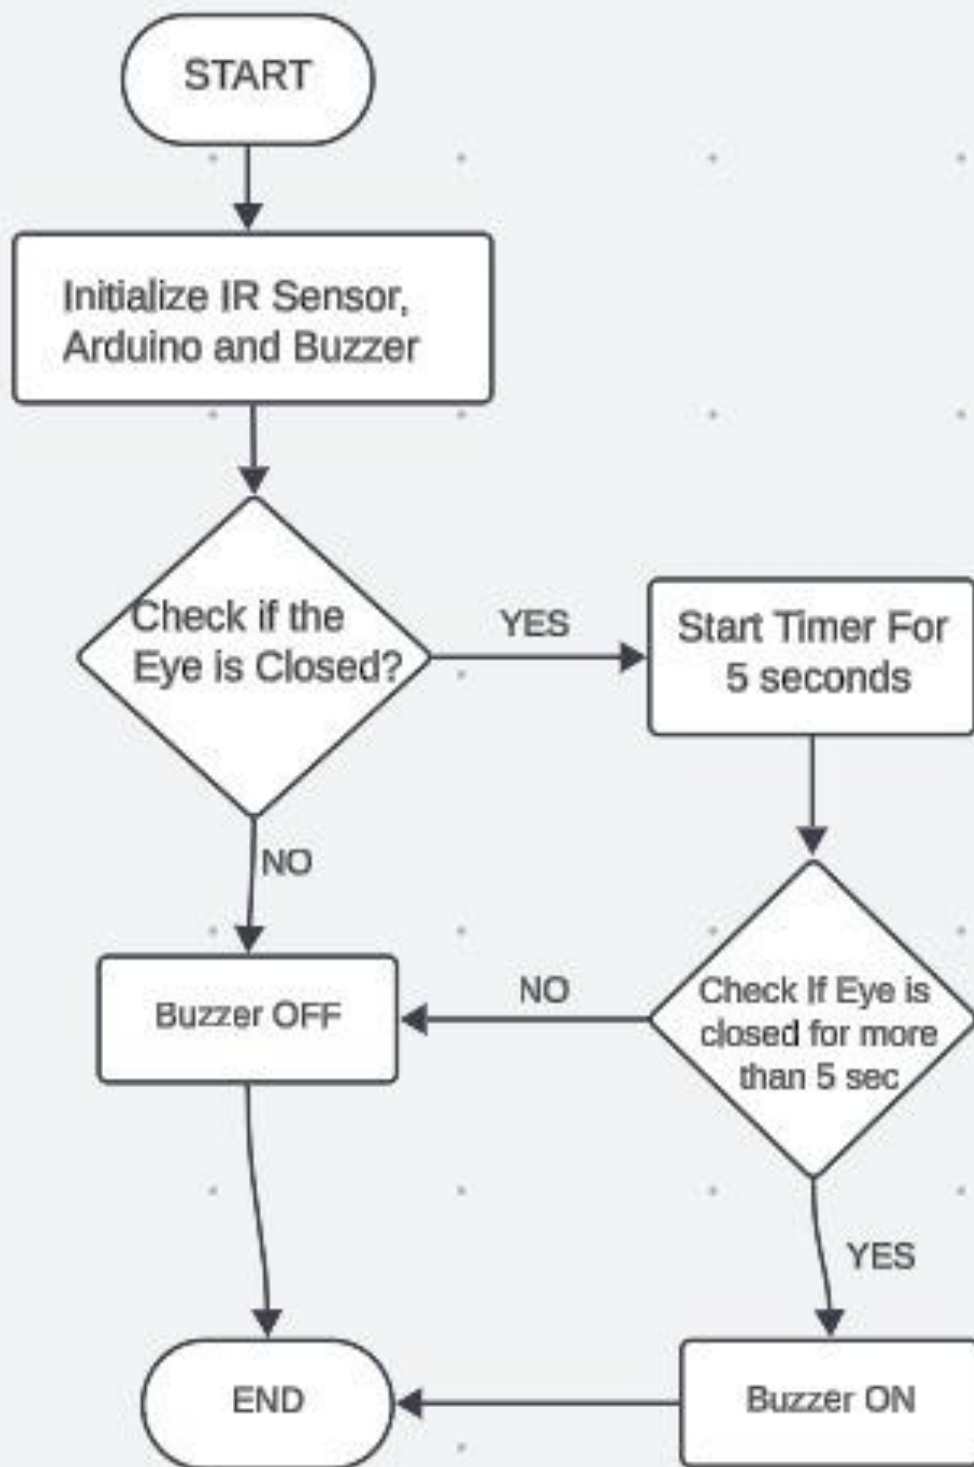 START
Initialize IR Sensor,
Arduino and Buzzer
Check if the
Eye is Closed?
YES
Start Timer For
5 seconds
NO
Buzzer OFF
NO
Check If Eye is
closed for more
than 5 sec
YES
END
Buzzer ON